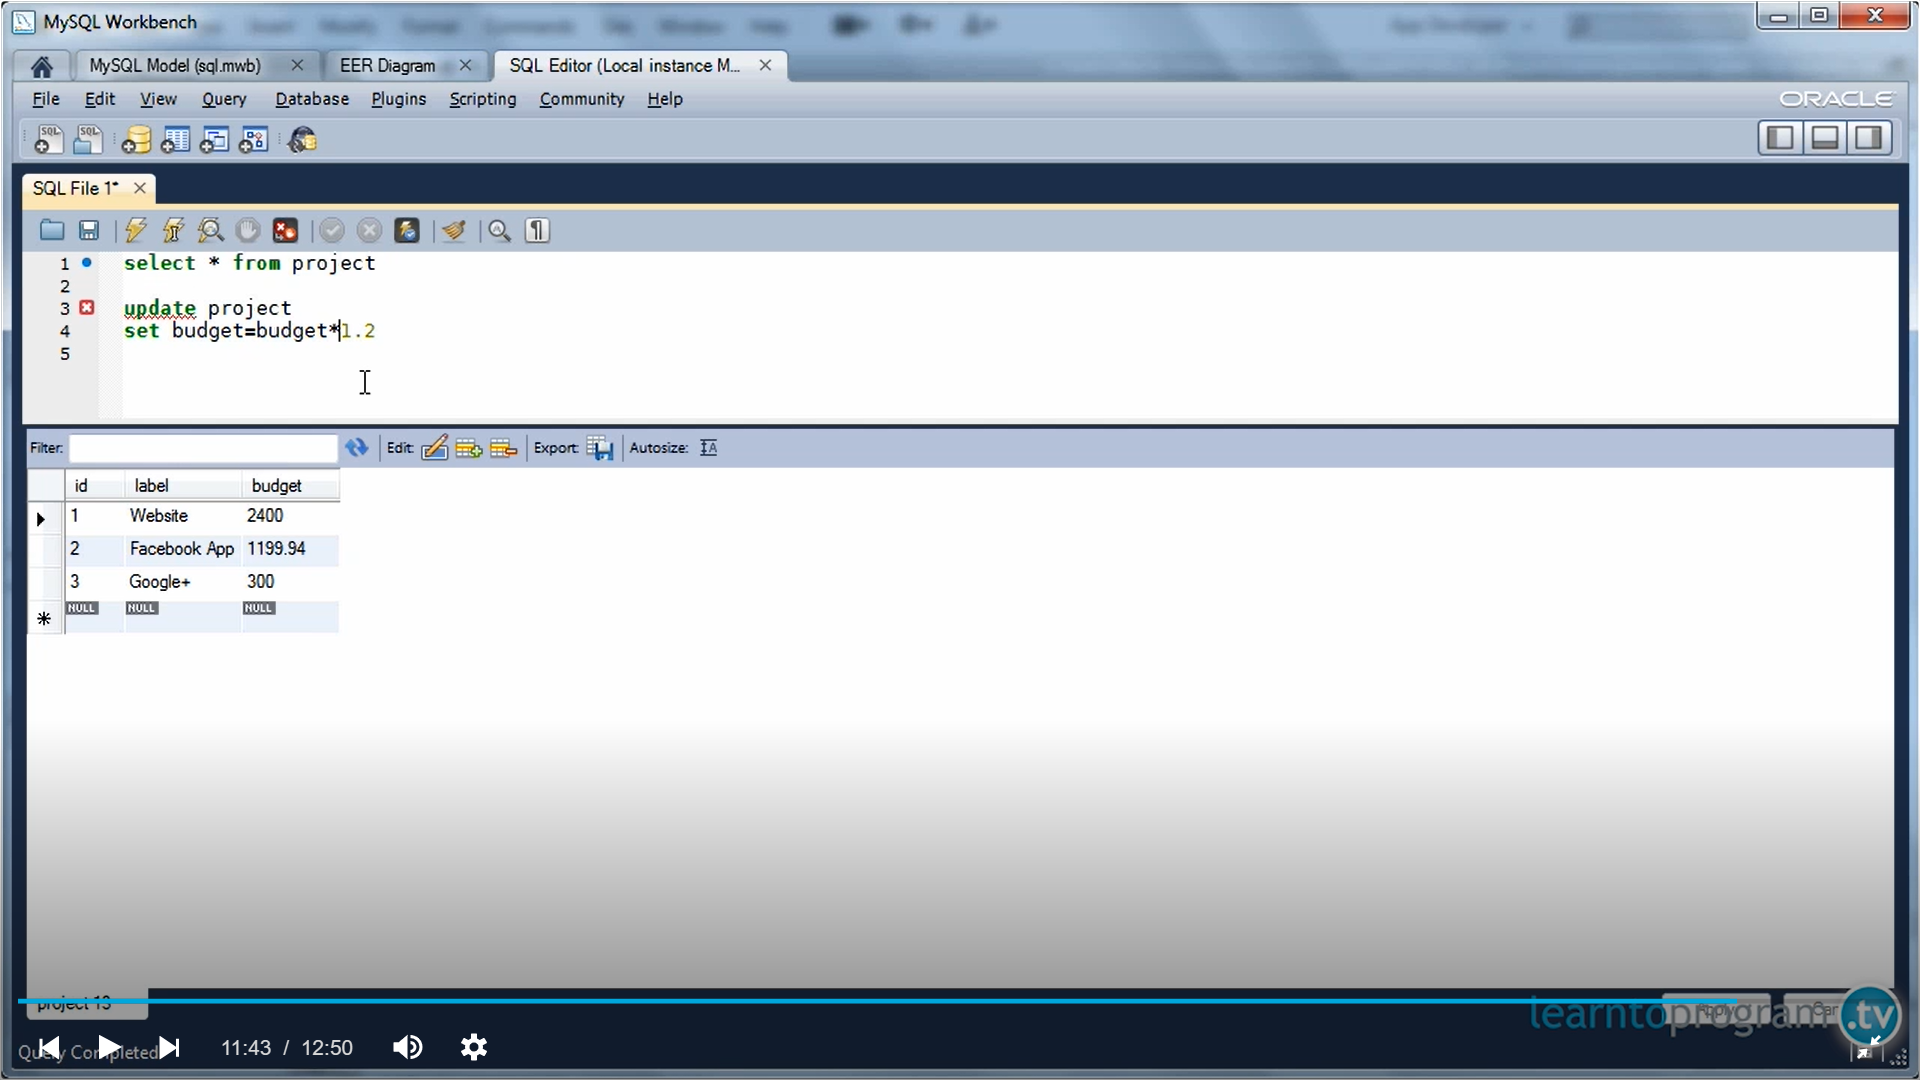 MySQL Workbench
MySQL Model (sql.mwb) EER Diagram SQL Editor (Local instance M...
File Edit View Query Database Plugins Scripting Community Help
ORACLE
SQL File 1*
1 select * from project
2
3 update project
4 set budget=budget*1.2
5
Filter: Edit: Export: Autosize:
id label budget
1 Website 2400
2 Facebook App 1199.94
3 Google+ 300
NULL NULL NULL
project 13
Apply
learntoprogram.tv
11:43 / 12:50
Query Completed